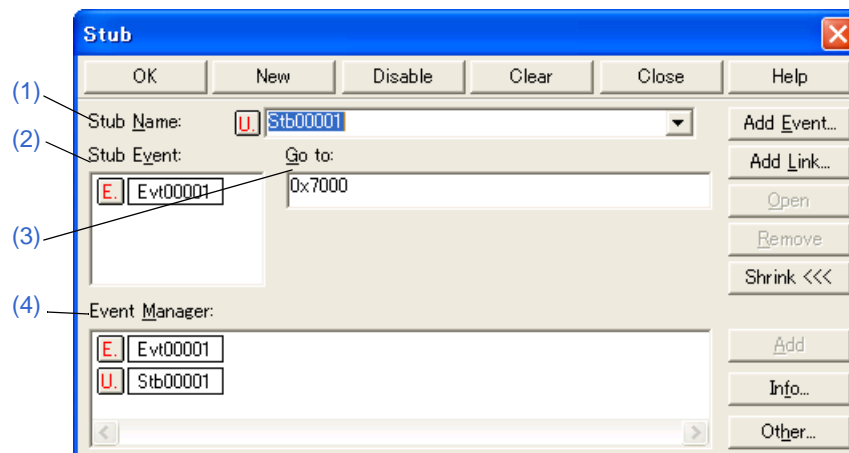 Stub
OK New Disable Clear Close Help
(1) Stub Name: U. Stb00001 Add Event...
(2) Stub Event: Go to: Add Link...
E. Evt00001 0x7000 Open
(3) Remove
Shrink <<<
(4) Event Manager:
E. Evt00001 Add
U. Stb00001 Info...
Other...